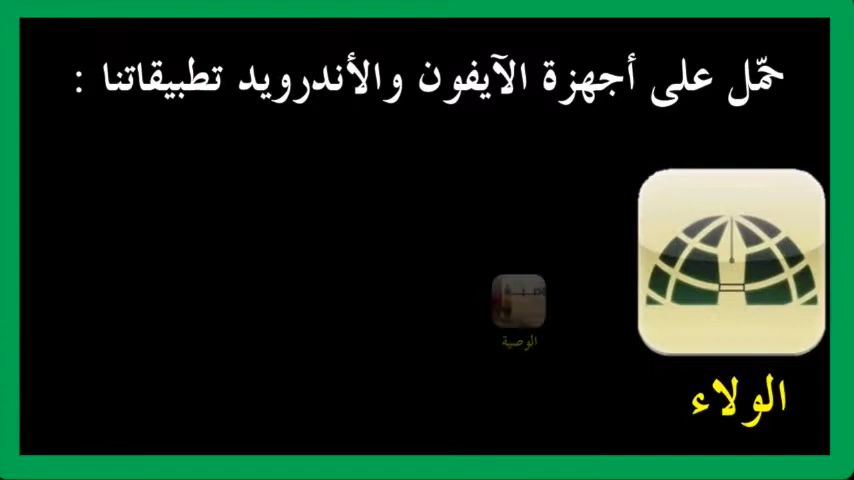 حمّل على أجهزة الآيفون والأندرويد تطبيقاتنا :
الولاء
الوصية